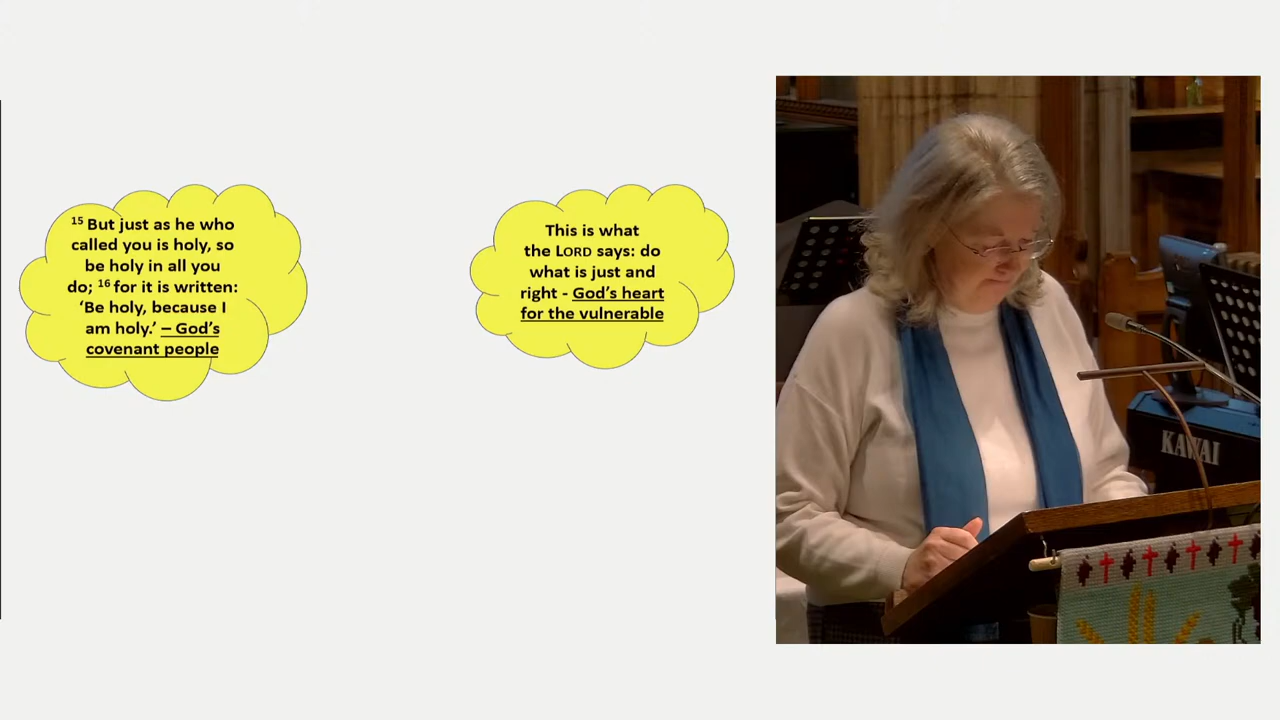 ¹⁵ But just as he who
called you is holy, so
be holy in all you
do; ¹⁶ for it is written:
‘Be holy, because I
am holy.’ – God’s
covenant people
This is what
the LORD says: do
what is just and
right - God’s heart
for the vulnerable
KAWAI